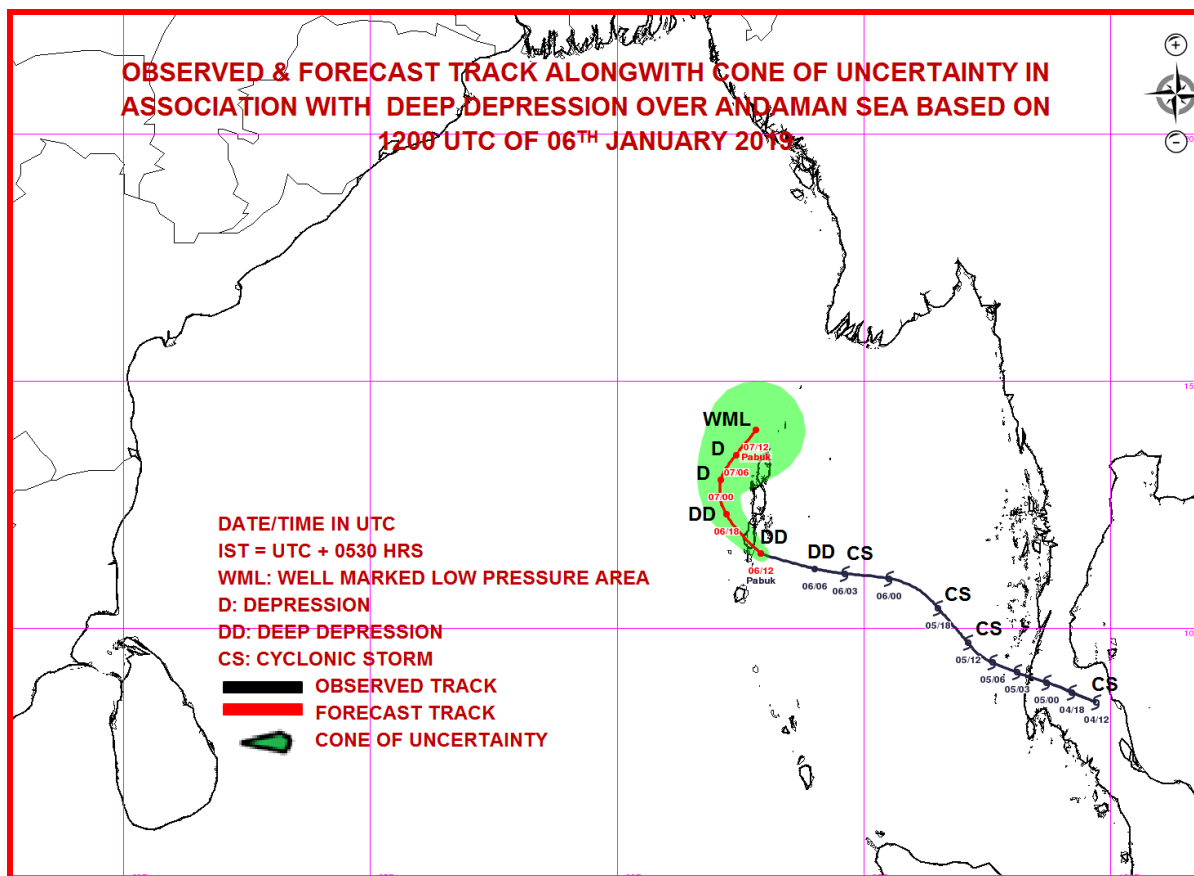 OBSERVED & FORECAST TRACK ALONGWITH CONE OF UNCERTAINTY IN
ASSOCIATION WITH DEEP DEPRESSION OVER ANDAMAN SEA BASED ON
1200 UTC OF 06TH JANUARY 2019
WML
07/12
Pabuk
D
07/06
D
07/00
DD
06/18
DD
06/12
Pabuk
DD
06/06
CS
06/03
06/00
CS
05/18
CS
05/12
05/06
05/03
05/00
04/18
CS
04/12
DATE/TIME IN UTC
IST = UTC + 0530 HRS
WML: WELL MARKED LOW PRESSURE AREA
D: DEPRESSION
DD: DEEP DEPRESSION
CS: CYCLONIC STORM
OBSERVED TRACK
FORECAST TRACK
CONE OF UNCERTAINTY